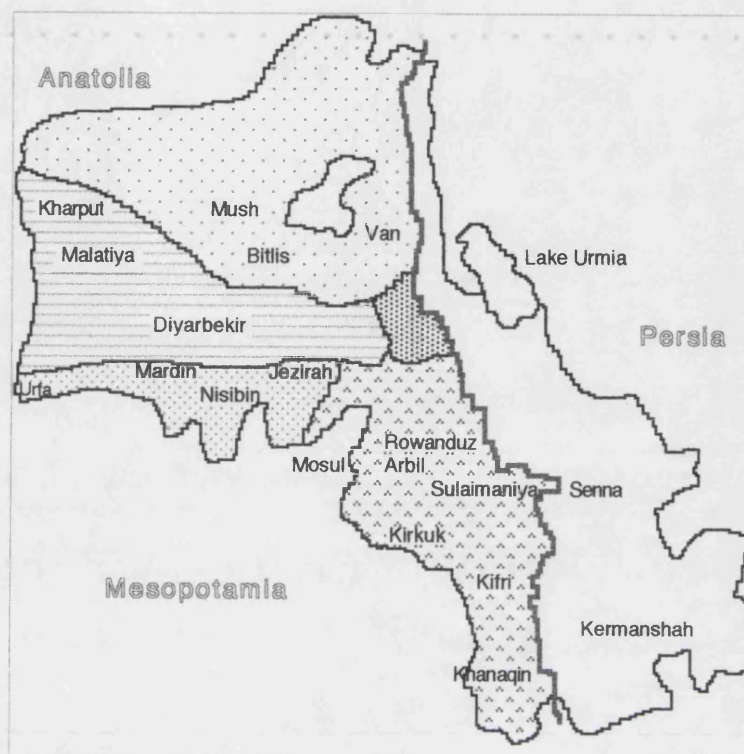 Anatolia
Kharput
Mush
Van
Malatiya
Bitlis
Lake Urmia
Diyarbekir
Persia
Mardin
Jezirah
Urfa
Nisibin
Rowanduz
Mosul
Arbil
Sulaimaniya
Senna
Kirkuk
Kifri
Mesopotamia
Kermanshah
Khanaqin